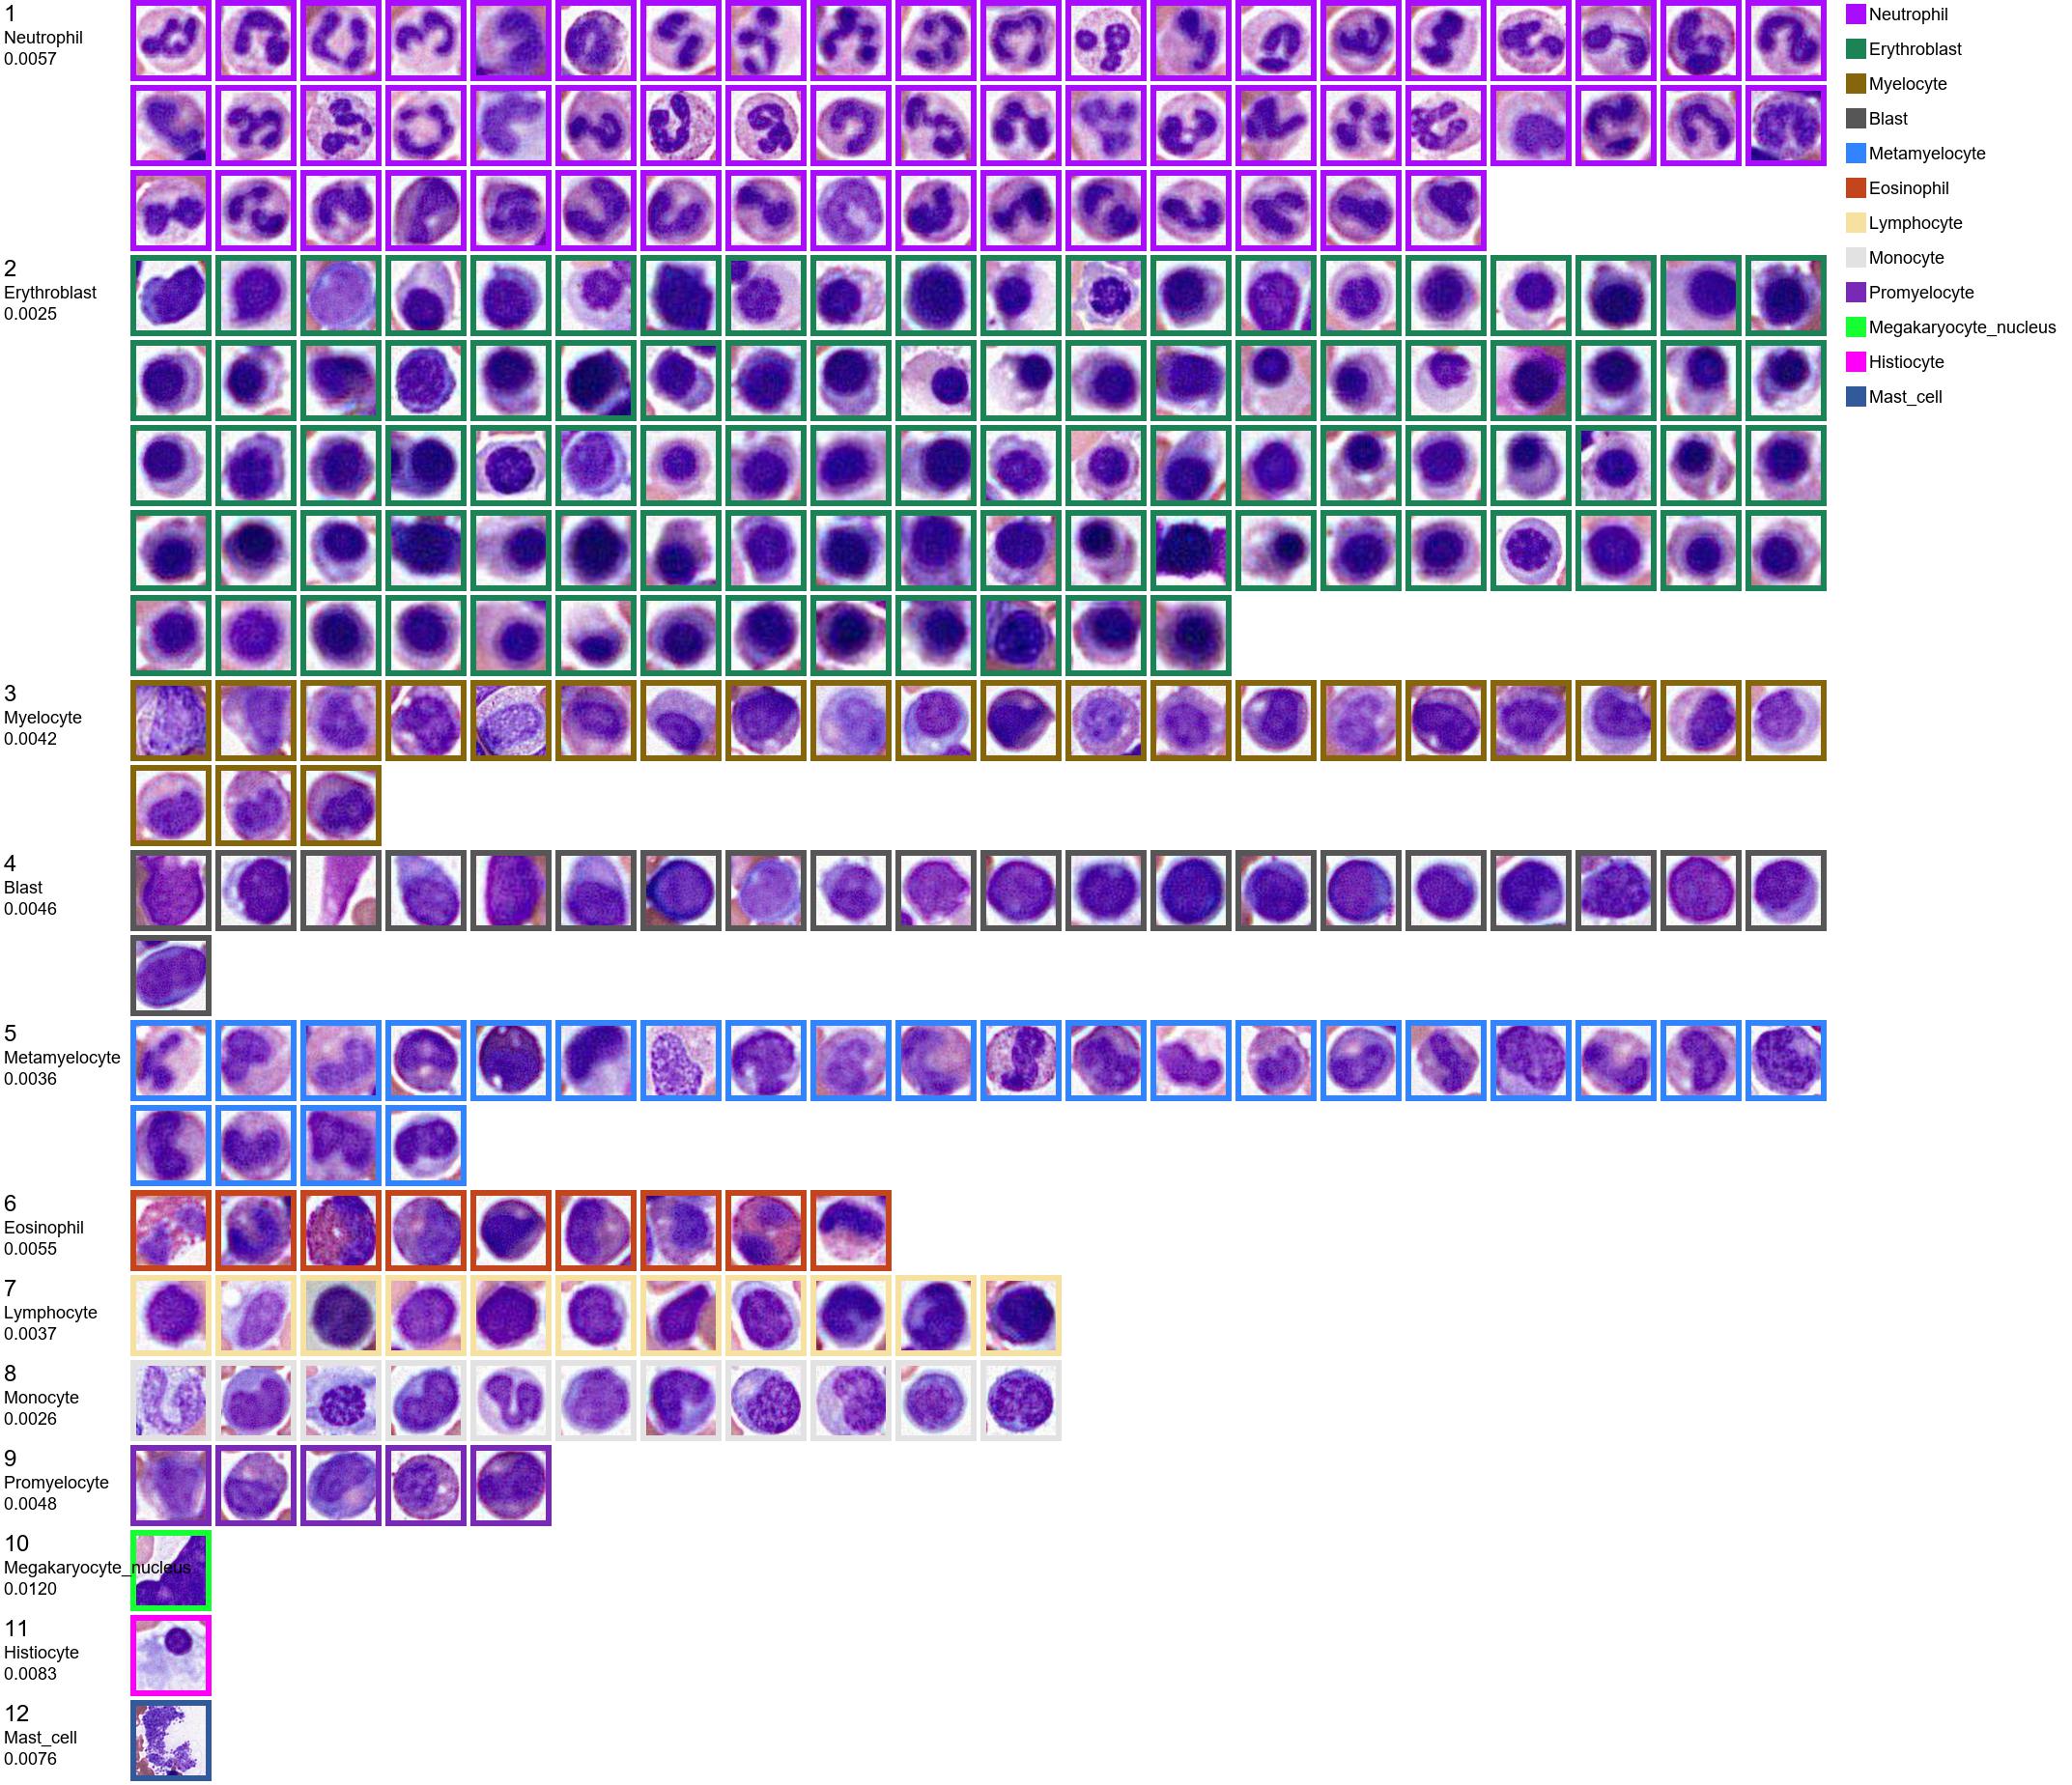 1
Neutrophil
0.0057
2
Erythroblast
0.0025
3
Myelocyte
0.0042
4
Blast
0.0046
5
Metamyelocyte
0.0036
6
Eosinophil
0.0055
7
Lymphocyte
0.0037
8
Monocyte
0.0026
9
Promyelocyte
0.0048
10
Megakaryocyte_nucleus
0.0120
11
Histiocyte
0.0083
12
Mast_cell
0.0076
Neutrophil
Erythroblast
Myelocyte
Blast
Metamyelocyte
Eosinophil
Lymphocyte
Monocyte
Promyelocyte
Megakaryocyte_nucleus
Histiocyte
Mast_cell